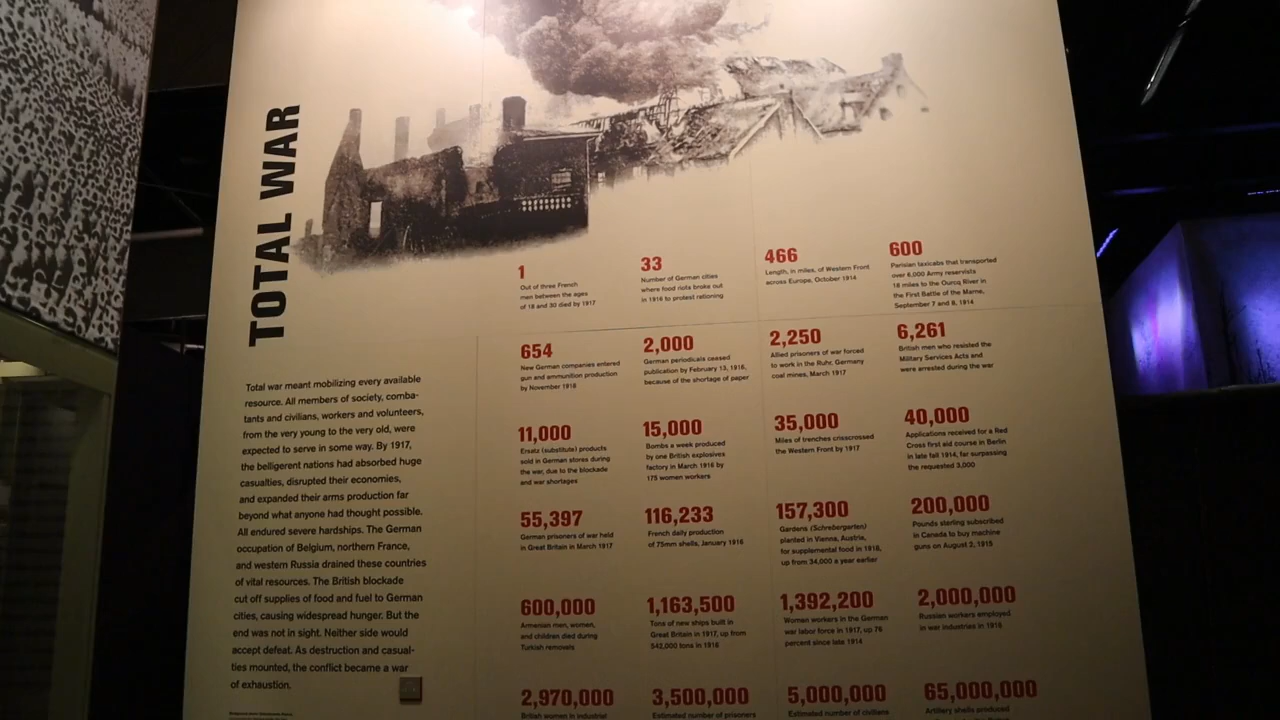 TOTAL WAR
Total war meant mobilizing every available
resource. All members of society, comba-
tants and civilians, workers and volunteers,
from the very young to the very old, were
expected to serve in some way. By 1917,
the belligerent nations had absorbed huge
casualties, disrupted their economies,
and expanded their arms production far
beyond what anyone had thought possible.
All endured severe hardships. The German
occupation of Belgium, northern France,
and western Russia drained these countries
of vital resources. The British blockade
cut off supplies of food and fuel to German
cities, causing widespread hunger. But the
end was not in sight. Neither side would
accept defeat. As destruction and casual-
ties mounted, the conflict became a war
of exhaustion.
1
Out of three French
men between the ages
of 18 and 30 died by 1917
33
Number of German cities
where food riots broke out
in 1916 to protest rationing
466
Length, in miles, of Western Front
across Europe, October 1914
600
Parisian taxicabs that transported
over 6,000 Army reservists
18 miles to the Ourcq River in
the First Battle of the Marne,
September 7 and 8, 1914
654
New German companies entered
gun and ammunition production
by November 1916
2,000
German periodicals ceased
publication by February 13, 1916,
because of the shortage of paper
2,250
Allied prisoners of war forced
to work in the Ruhr, Germany
coal mines, March 1917
6,261
British men who resisted the
Military Services Acts and
were arrested during the war
11,000
Ersatz (substitute) products
sold in German stores during
the war, due to the blockade
and war shortages
15,000
Bombs a week produced
by one British explosives
factory in March 1916 by
175 women workers
35,000
Miles of trenches crisscrossed
the Western Front by 1917
40,000
Applications received for a Red
Cross first aid course in Berlin
in late fall 1914, far surpassing
the requested 3,000
55,397
German prisoners of war held
in Great Britain in March 1917
116,233
French daily production
of 75mm shells, January 1916
157,300
Gardens (Schrebergarten)
planted in Vienna, Austria,
for supplemental food in 1918,
up from 34,000 a year earlier
200,000
Pounds sterling subscribed
in Canada to buy machine
guns on August 2, 1915
600,000
Armenian men, women,
and children died during
Turkish removals
1,163,500
Tons of new ships built in
Great Britain in 1917, up from
542,000 tons in 1916
1,392,200
Women workers in the German
war labor force in 1917, up 76
percent since late 1914
2,000,000
Russian workers employed
in war industries in 1916
2,970,000
British women in industrial
3,500,000
Estimated number of prisoners
5,000,000
Estimated number of civilians
65,000,000
Artillery shells produced